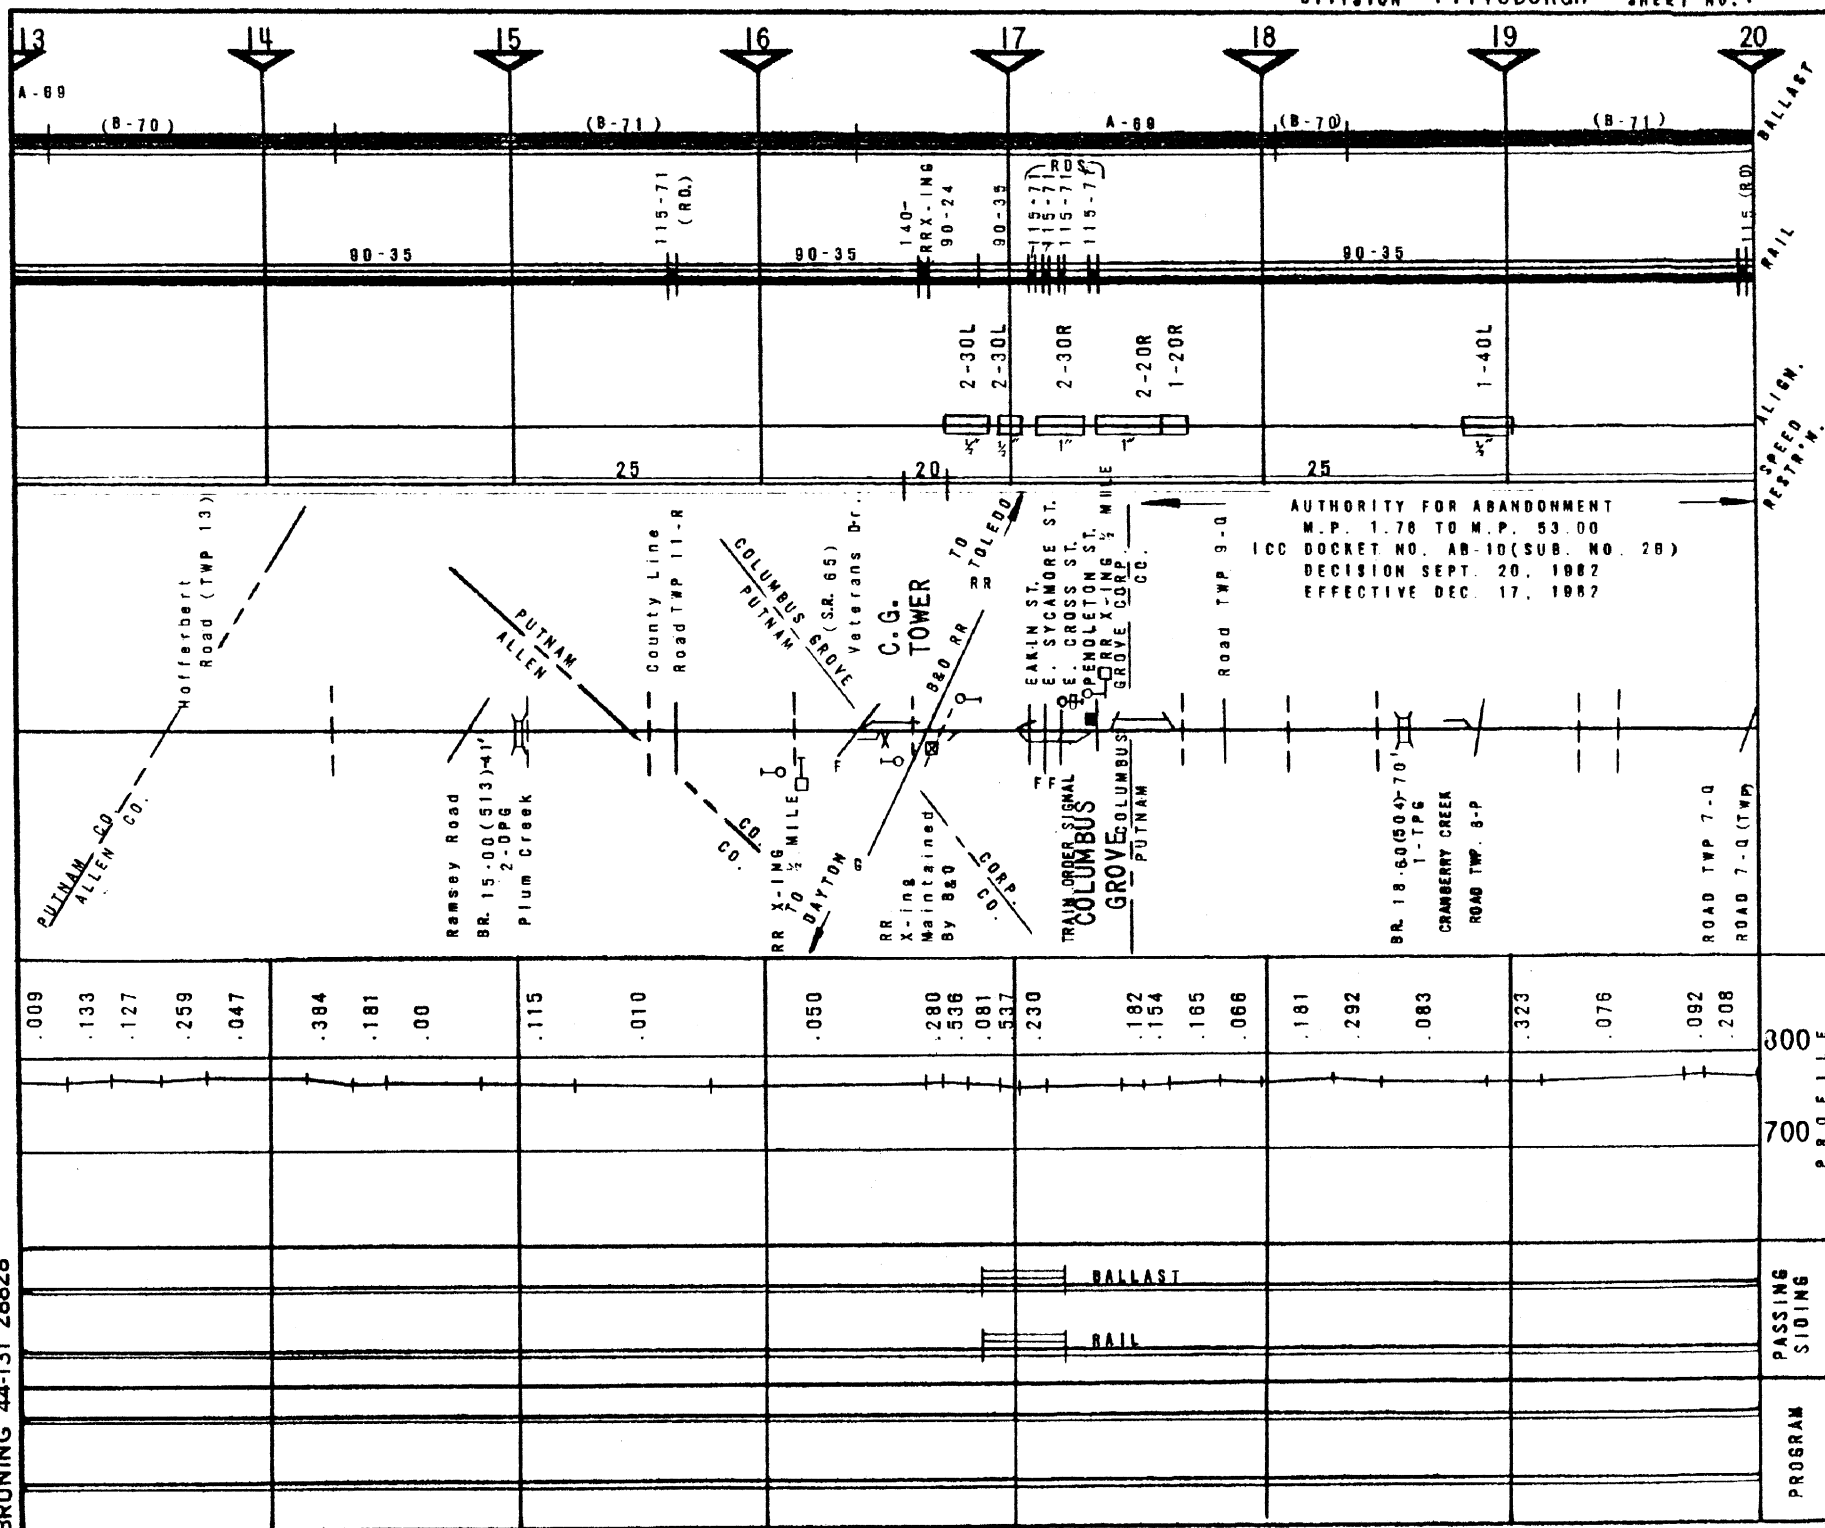 13 14 15 16 17 18 19 20
A-69
(B-70)
(B-71)
A-69
(B-70)
(B-71)
BALLAST
90-35
115-71
(RD.)
90-35
140-
RRX-ING
90-24
90-35
RDS
115-71
115-71
115-71
115-71
90-35
115 (RD)
RAIL
2-30L
2-30L
2-30R
2-20R
1-20R
1-40L
ALIGN.
25
20
25
SPEED
RESTR'N.
AUTHORITY FOR ABANDONMENT
M.P. 1.78 TO M.P. 53.00
ICC DOCKET NO. AB-10(SUB. NO. 28)
DECISION SEPT. 20, 1982
EFFECTIVE DEC. 17, 1982
Hofferbert
Road (TWP 13)
PUTNAM CO.
ALLEN CO.
Ramsey Road
BR. 15.00(513)-41'
2-DPG
Plum Creek
PUTNAM
ALLEN
CO.
CO.
County Line
Road TWP 11-R
RR X-ING
TO ½ MILE
DAYTON
COLUMBUS GROVE
PUTNAM
(S.R. 65)
Veterans Dr.
C.G.
TOWER
B&O RR
TO
TOLEDO
RR
RR
X-ing
Maintained
By B&O
CORP.
CO.
EAKIN ST.
E. SYCAMORE ST.
E. CROSS ST.
PENDLETON ST.
RR X-ING ½ MILE
GROVE CORP.
CO.
TRAIN ORDER SIGNAL
COLUMBUS
GROVE
COLUMBUS
PUTNAM
Road TWP 9-Q
BR. 18.60(504)-70'
1-TPG
CRANBERRY CREEK
ROAD TWP. 8-P
ROAD TWP 7-Q
ROAD 7-Q(TWP)
.009 .133 .127 .259 .047 .384 .181 .00 .115 .010 .050 .280 .536 .081 .537 .230 .182 .154 .165 .066 .181 .292 .083 .323 .076 .092 .208
800
700
PROFILE
BALLAST
RAIL
PASSING
SIDING
PROGRAM
BRUNING 44-131 28828